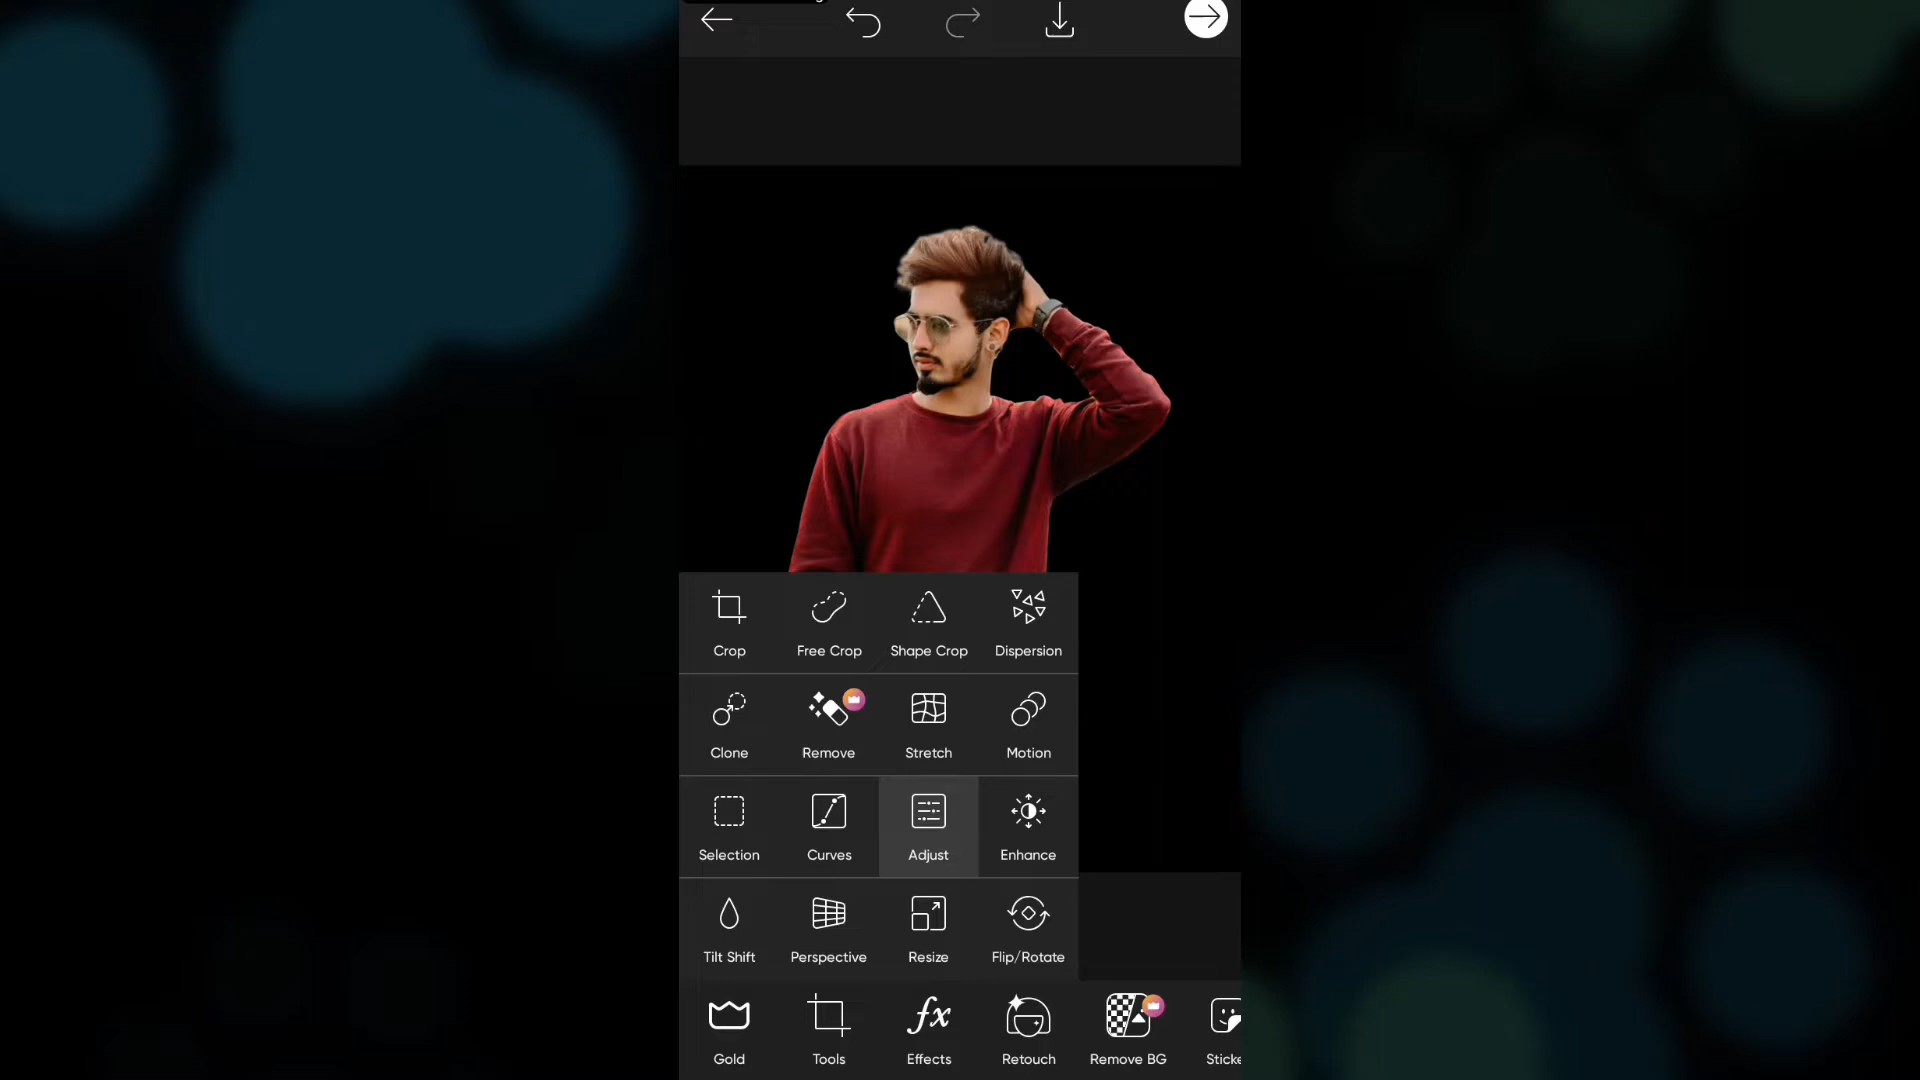 Crop Free Crop Shape Crop Dispersion
Clone Remove Stretch Motion
Selection Curves Adjust Enhance
Tilt Shift Perspective Resize Flip/Rotate
Gold Tools Effects Retouch Remove BG Sticke